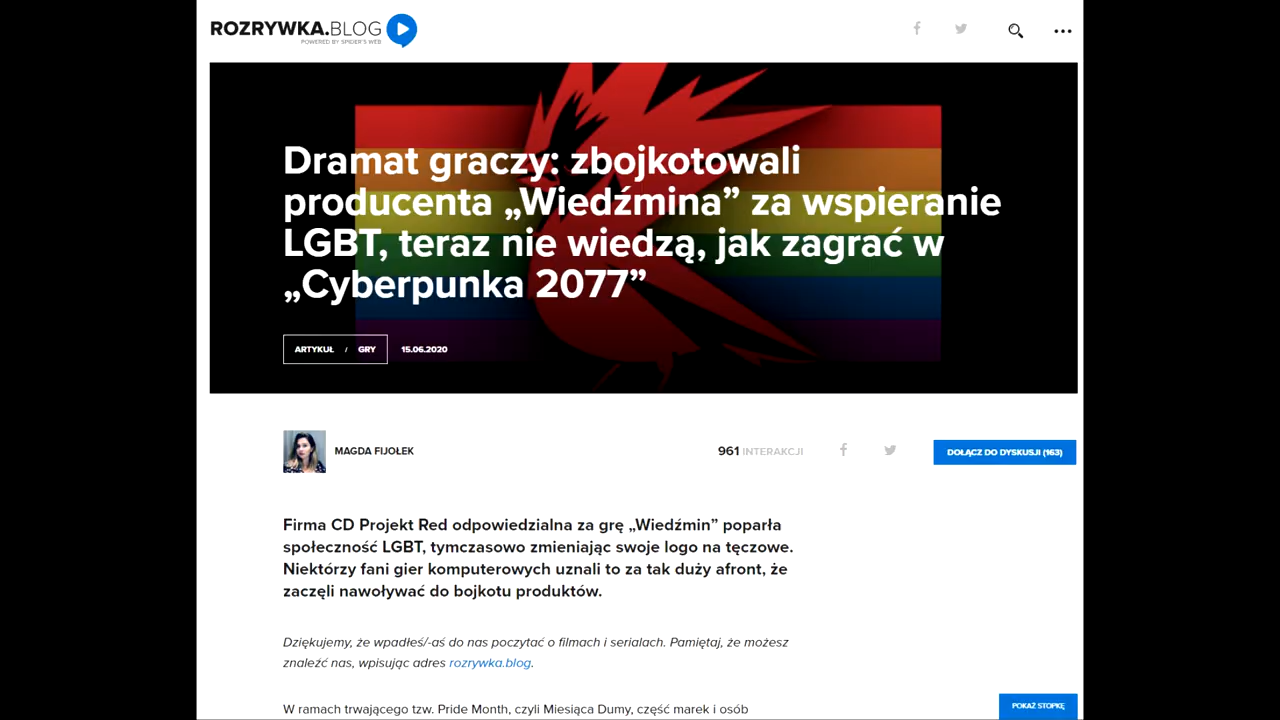 ROZRYWKA.BLOG
POWERED BY SPIDER'S WEB
Dramat graczy: zbojkotowali
producenta „Wiedźmina” za wspieranie
LGBT, teraz nie wiedzą, jak zagrać w
„Cyberpunka 2077”
ARTYKUŁ / GRY 15.06.2020
MAGDA FIJOŁEK 961 INTERAKCJI DOŁĄCZ DO DYSKUSJI (163)
Firma CD Projekt Red odpowiedzialna za grę „Wiedźmin” poparła
społeczność LGBT, tymczasowo zmieniając swoje logo na tęczowe.
Niektórzy fani gier komputerowych uznali to za tak duży afront, że
zaczęli nawoływać do bojkotu produktów.
Dziękujemy, że wpadłeś/-aś do nas poczytać o filmach i serialach. Pamiętaj, że możesz
znaleźć nas, wpisując adres rozrywka.blog.
W ramach trwającego tzw. Pride Month, czyli Miesiąca Dumy, część marek i osób
POKAŻ STOPKĘ